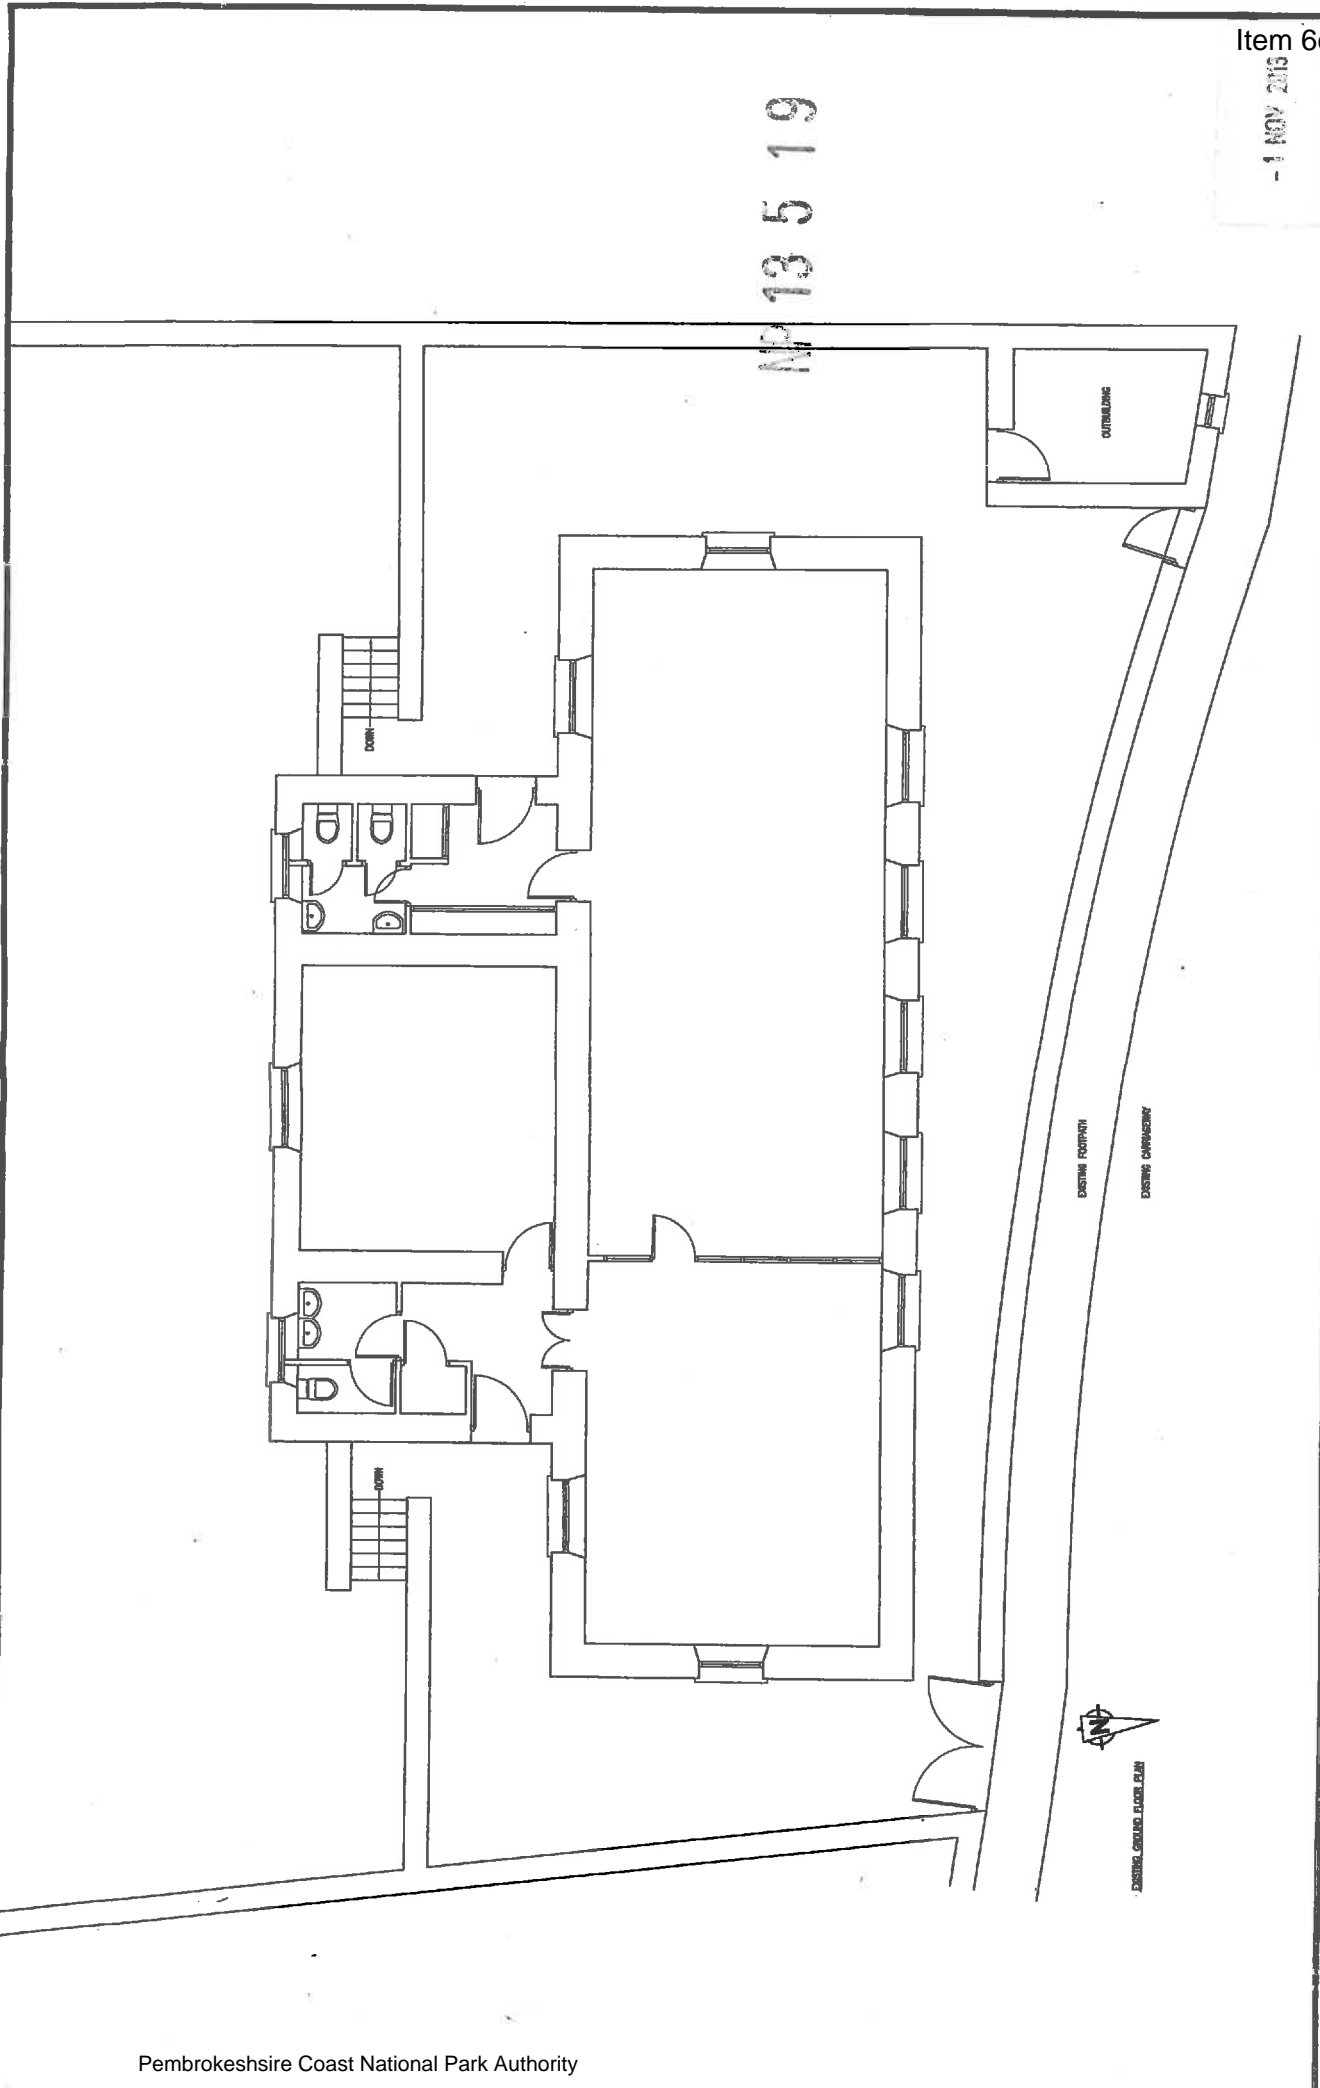 Item 6
- 1 NOV 2013
NP 13 5 19
OUTBUILDING
DOWN
EXISTING FOOTPATH
EXISTING CARRIAGEWAY
DOWN
N
EXISTING GROUND FLOOR PLAN
Pembrokeshsire Coast National Park Authority